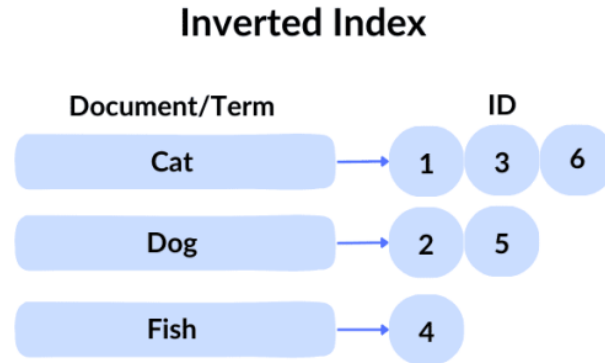 Inverted Index
Document/Term ID
Cat 1 3 6
Dog 2 5
Fish 4